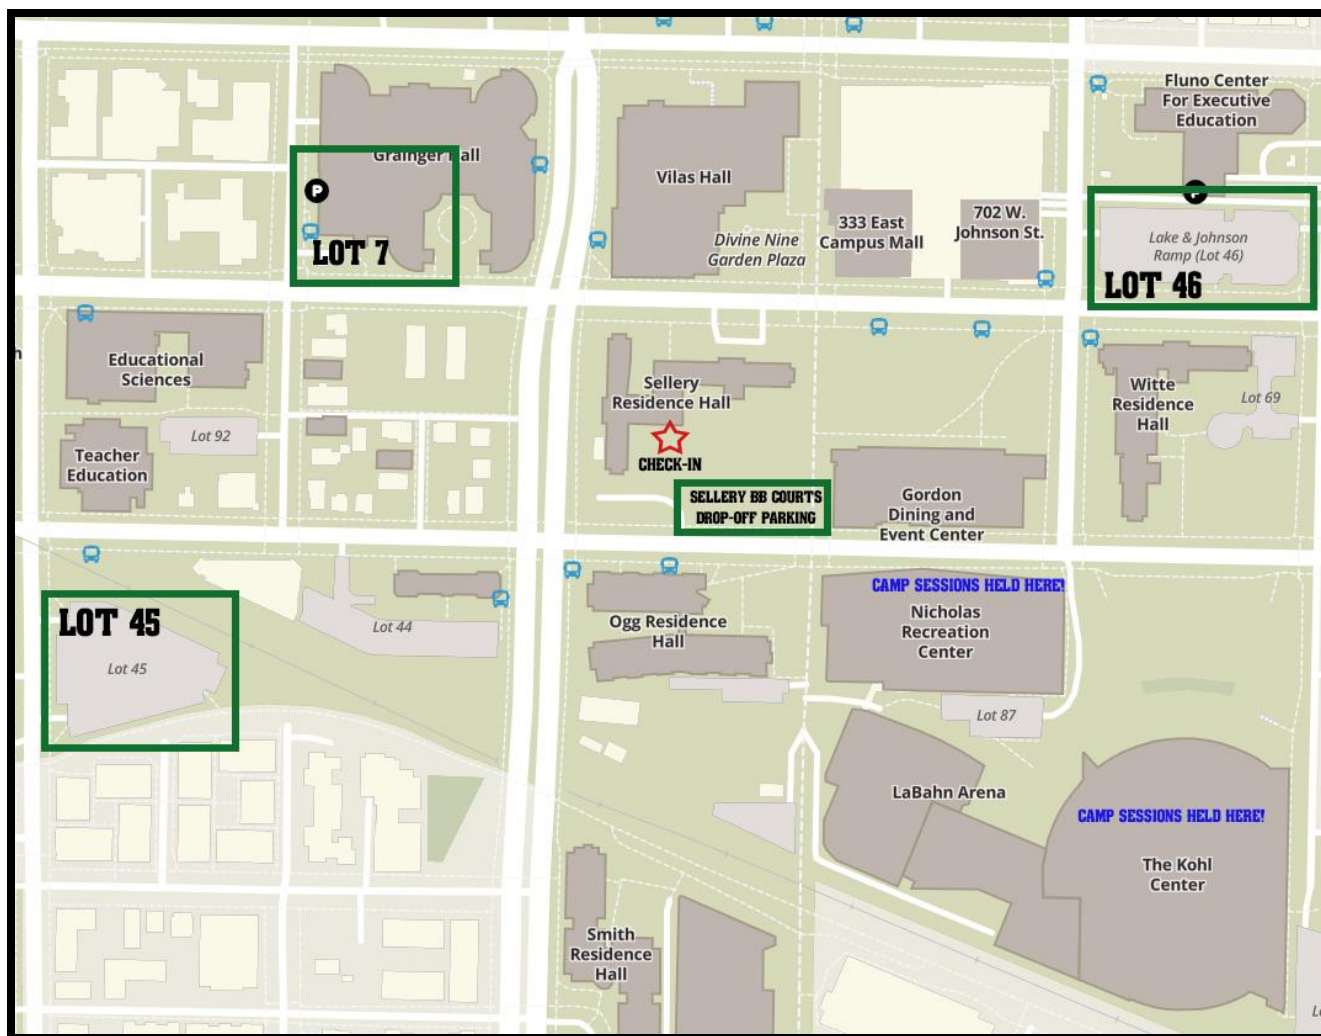 Fluno Center
For Executive
Education
Grainger Hall
P
LOT 7
Vilas Hall
Divine Nine
Garden Plaza
333 East
Campus Mall
702 W.
Johnson St.
P
Lake & Johnson
Ramp (Lot 46)
LOT 46
h
Educational
Sciences
Teacher
Education
Lot 92
Sellery
Residence Hall
CHECK-IN
SELLERY BB COURTS
DROP-OFF PARKING
Gordon
Dining and
Event Center
Witte
Residence
Hall
Lot 69
LOT 45
Lot 45
Lot 44
Ogg Residence
Hall
CAMP SESSIONS HELD HERE!
Nicholas
Recreation
Center
Lot 87
LaBahn Arena
CAMP SESSIONS HELD HERE!
The Kohl
Center
Smith
Residence
Hall